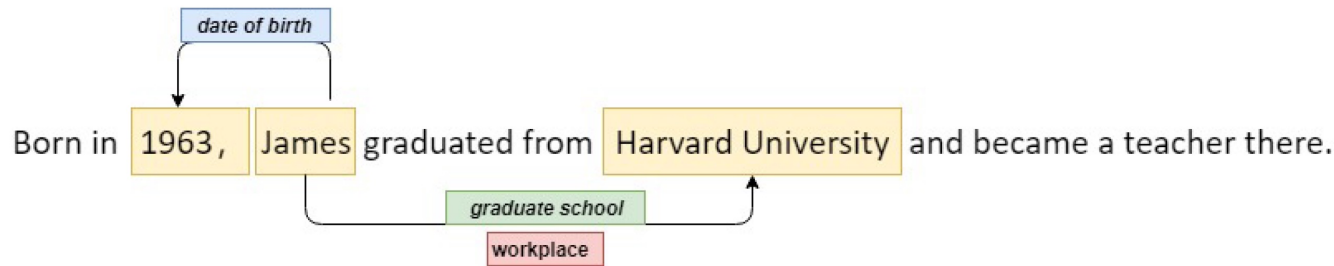 date of birth
Born in 1963, James graduated from Harvard University and became a teacher there.
graduate school
workplace